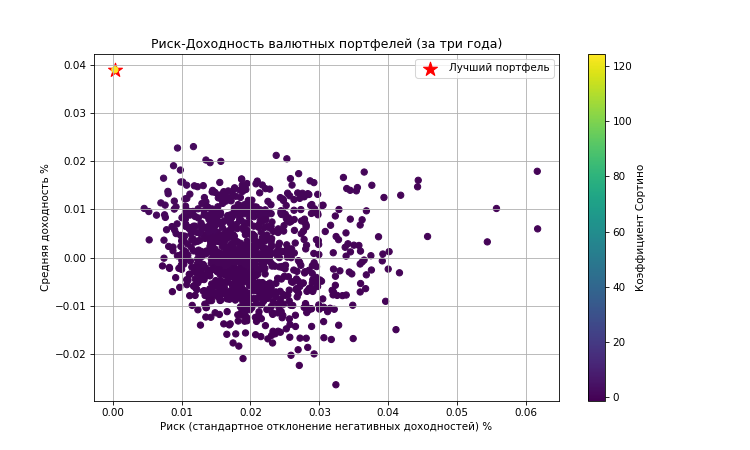 Риск-Доходность валютных портфелей (за три года)
Лучший портфель
Средняя доходность %
0.04
0.03
0.02
0.01
0.00
−0.01
−0.02
0.00 0.01 0.02 0.03 0.04 0.05 0.06
Риск (стандартное отклонение негативных доходностей) %
120
100
80
60
40
20
0
Коэффициент Сортино